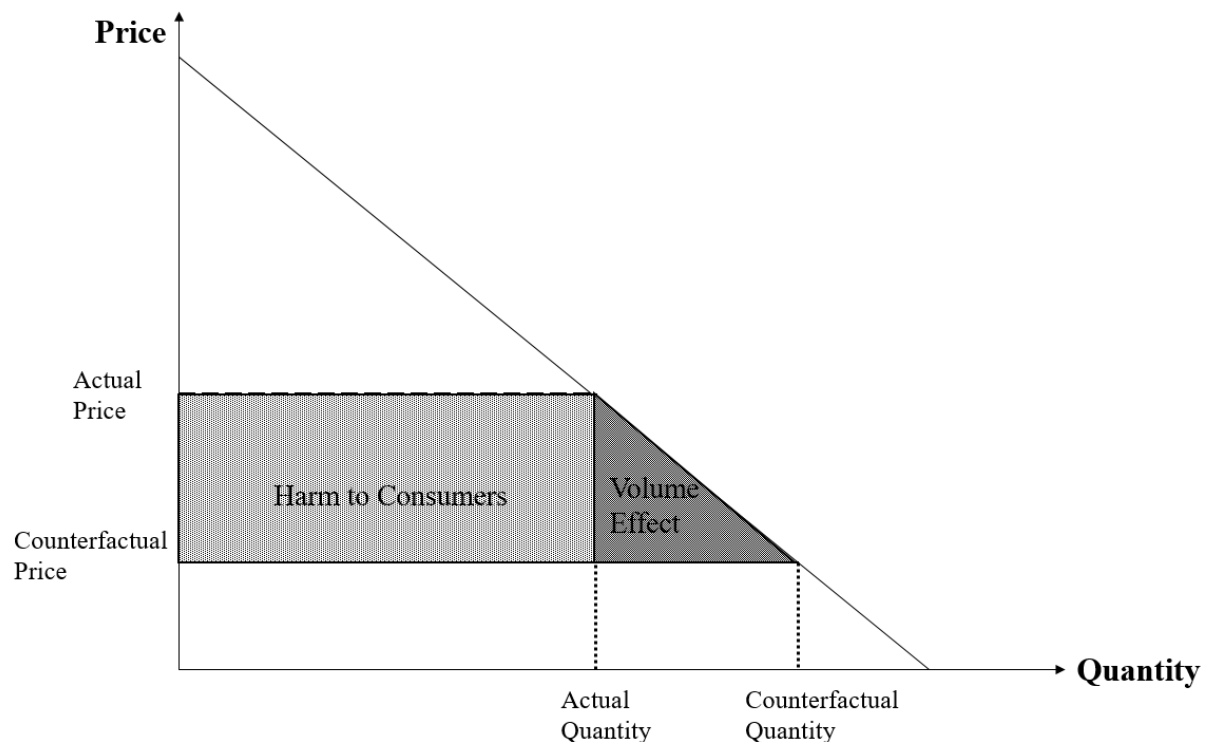 Price
Actual
Price
Harm to Consumers
Volume
Effect
Counterfactual
Price
Quantity
Actual
Quantity
Counterfactual
Quantity